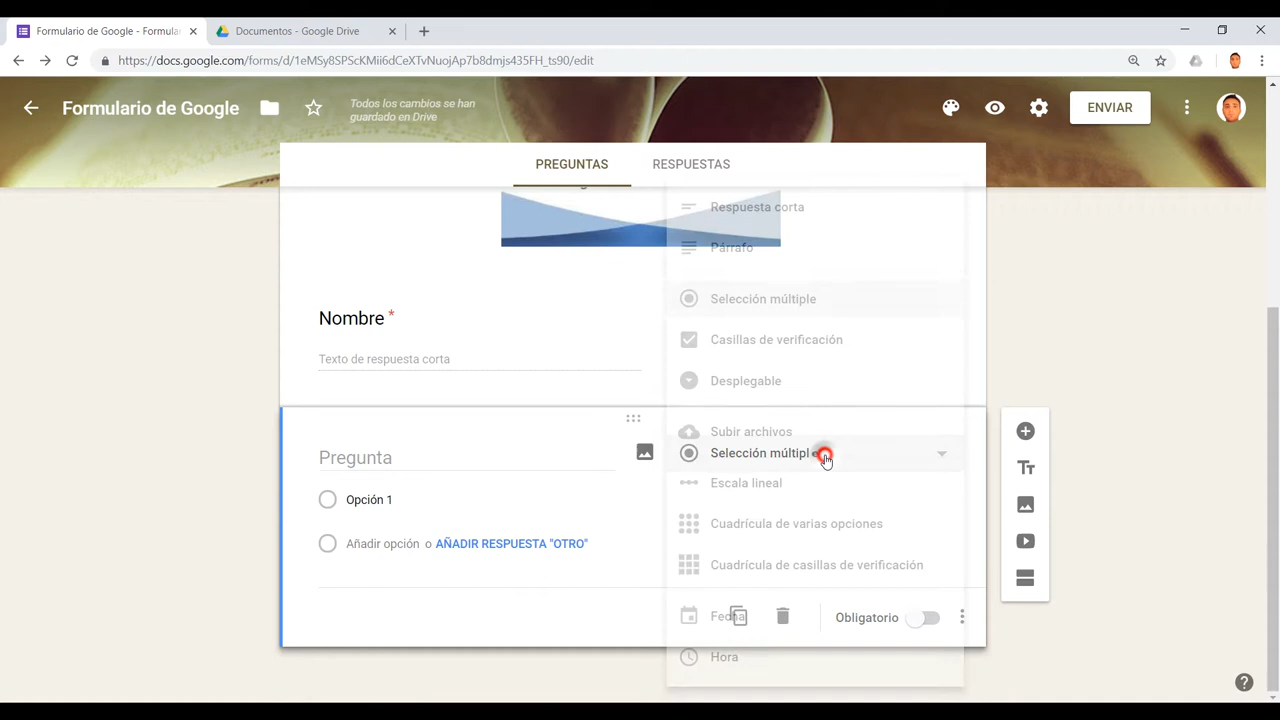 Formulario de Google - Formula
Documentos - Google Drive
https://docs.google.com/forms/d/1eMSy8SPScKMii6dCeXTvNuojAp7b8dmjs435FH_ts90/edit
Formulario de Google
Todos los cambios se han
guardado en Drive
ENVIAR
PREGUNTAS
RESPUESTAS
Respuesta corta
Párrafo
Selección múltiple
Casillas de verificación
Desplegable
Subir archivos
Selección múltiple
Escala lineal
Cuadrícula de varias opciones
Cuadrícula de casillas de verificación
Fecha
Hora
Nombre *
Texto de respuesta corta
Pregunta
Opción 1
Añadir opción o AÑADIR RESPUESTA "OTRO"
Obligatorio